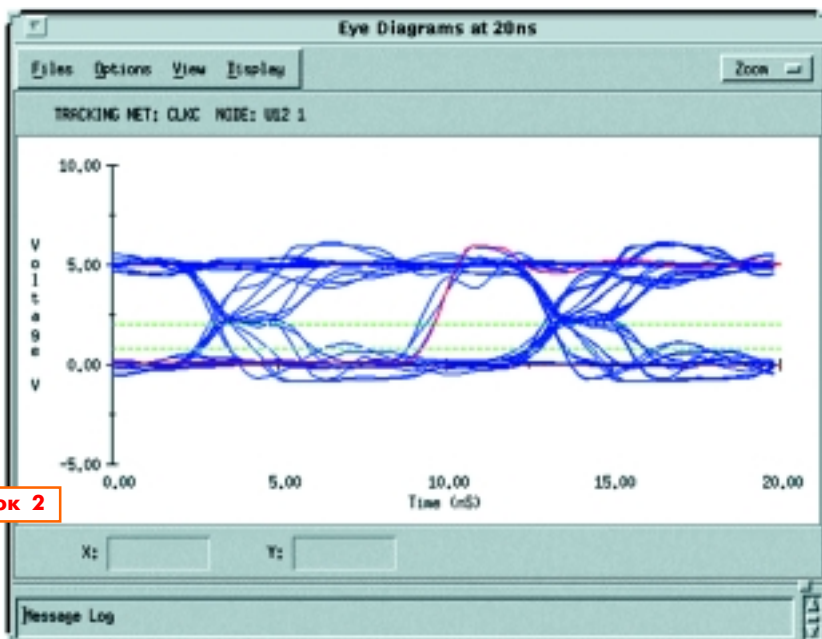 Eye Diagrams at 20ns
Files Options View Display
Zoom
TRACKING NET: CLKC NODE: U12 1
10.00
5.00
0.00
-5.00
Voltage V
0.00 5.00 10.00 15.00 20.00
Time (nS)
ок 2
X: Y:
Message Log